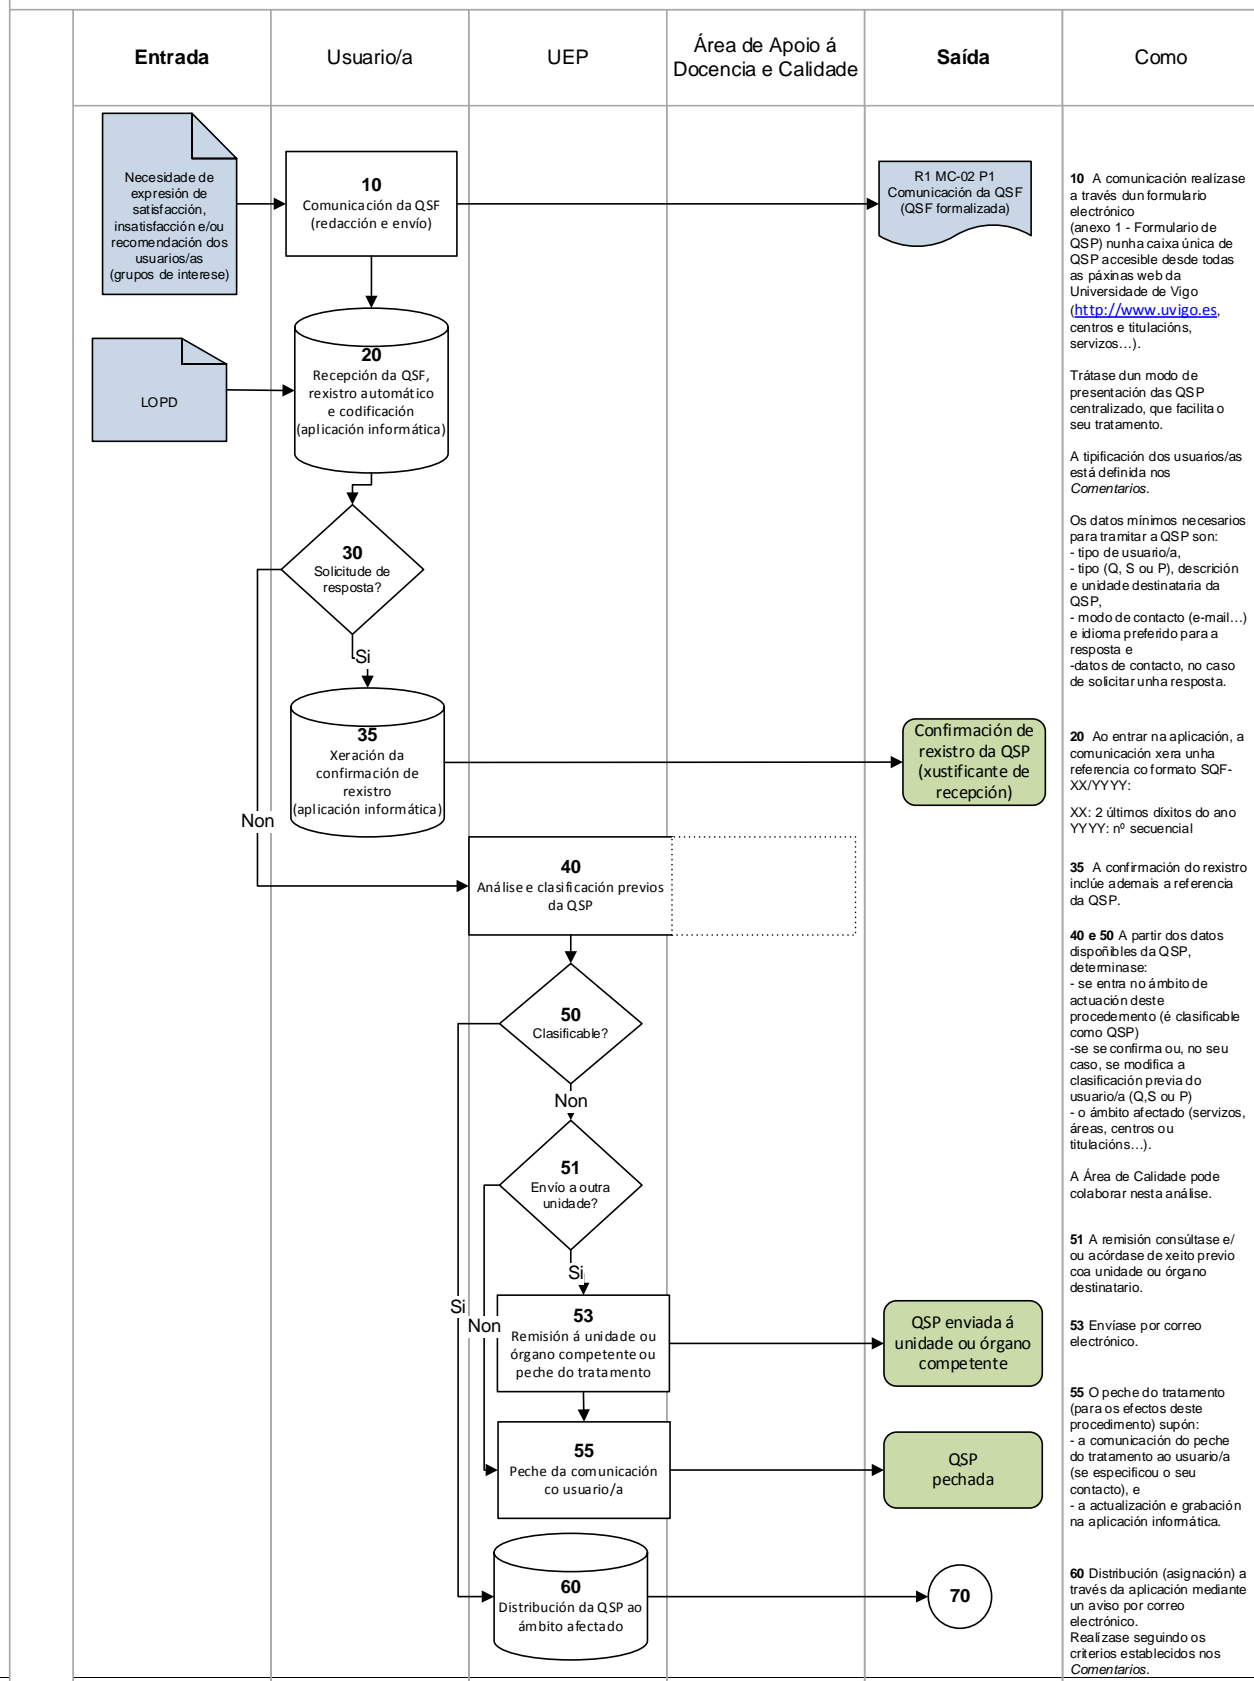 Entrada
Usuario/a
UEP
Área de Apoio á
Docencia e Calidade
Saída
Como
Necesidade de
expresión de
satisfacción,
insatisfacción e/ou
recomendación dos
usuarios/as
(grupos de interese)
10
Comunicación da QSF
(redacción e envío)
R1 MC-02 P1
Comunicación da QSF
(QSF formalizada)
LOPD
20
Recepción da QSF,
rexistro automático
e codificación
(aplicación informática)
30
Solicitude de
resposta?
Si
Non
35
Xeración da
confirmación de
rexistro
(aplicación informática)
Confirmación de
rexistro da QSP
(xustificante de
recepción)
40
Análise e clasificación previos
da QSP
50
Clasificable?
Non
Si
51
Envío a outra
unidade?
Si
Non
53
Remisión á unidade ou
órgano competente ou
peche do tratamento
QSP enviada á
unidade ou órgano
competente
55
Peche da comunicación
co usuario/a
QSP
pechada
60
Distribución da QSP ao
ámbito afectado
70
10 A comunicación realízase
a través dun formulario
electrónico
(anexo 1 - Formulario de
QSP) nunha caixa única de
QSP accesible desde todas
as páxinas web da
Universidade de Vigo
(http://www.uvigo.es,
centros e titulacións,
servizos...).
Trátase dun modo de
presentación das QSP
centralizado, que facilita o
seu tratamento.
A tipificación dos usuarios/as
está definida nos
Comentarios.
Os datos mínimos necesarios
para tramitar a QSP son:
- tipo de usuario/a,
- tipo (Q, S ou P), descrición
e unidade destinataria da
QSP,
- modo de contacto (e-mail...)
e idioma preferido para a
resposta e
-datos de contacto, no caso
de solicitar unha resposta.
20 Ao entrar na aplicación, a
comunicación xera unha
referencia co formato SQF-
XX/YYYY:
XX: 2 últimos díxitos do ano
YYYY: nº secuencial
35 A confirmación do rexistro
inclúe ademais a referencia
da QSP.
40 e 50 A partir dos datos
dispoñibles da QSP,
determinase:
- se entra no ámbito de
actuación deste
procedemento (é clasificable
como QSP)
-se se confirma ou, no seu
caso, se modifica a
clasificación previa do
usuario/a (Q,S ou P)
- o ámbito afectado (servizos,
áreas, centros ou
titulacións...).
A Área de Calidade pode
colaborar nesta análise.
51 A remisión consúltase e/
ou acórdase de xeito previo
coa unidade ou órgano
destinatario.
53 Envíase por correo
electrónico.
55 O peche do tratamento
(para os efectos deste
procedimento) supón:
- a comunicación do peche
do tratamento ao usuario/a
(se especificou o seu
contacto), e
- a actualización e grabación
na aplicación informática.
60 Distribución (asignación) a
través da aplicación mediante
un aviso por correo
electrónico.
Realízase seguindo os
criterios establecidos nos
Comentarios.